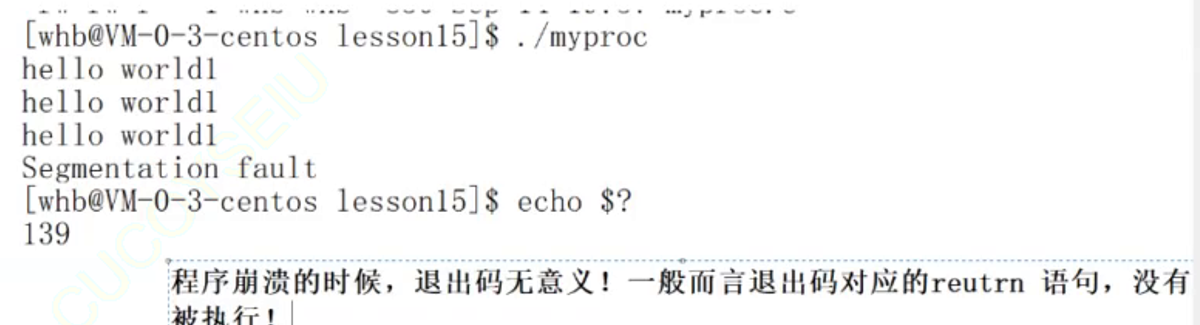 [whb@VM-0-3-centos lesson15]$ ./myproc
hello world1
hello world1
hello world1
Segmentation fault
[whb@VM-0-3-centos lesson15]$ echo $?
139
程序崩溃的时候，退出码无意义！一般而言退出码对应的reutrn 语句，没有
被执行！